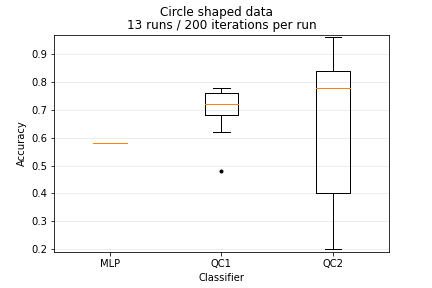 Circle shaped data
13 runs / 200 iterations per run
0.9
0.8
0.7
0.6
0.5
0.4
0.3
0.2
Accuracy
MLP QC1 QC2
Classifier